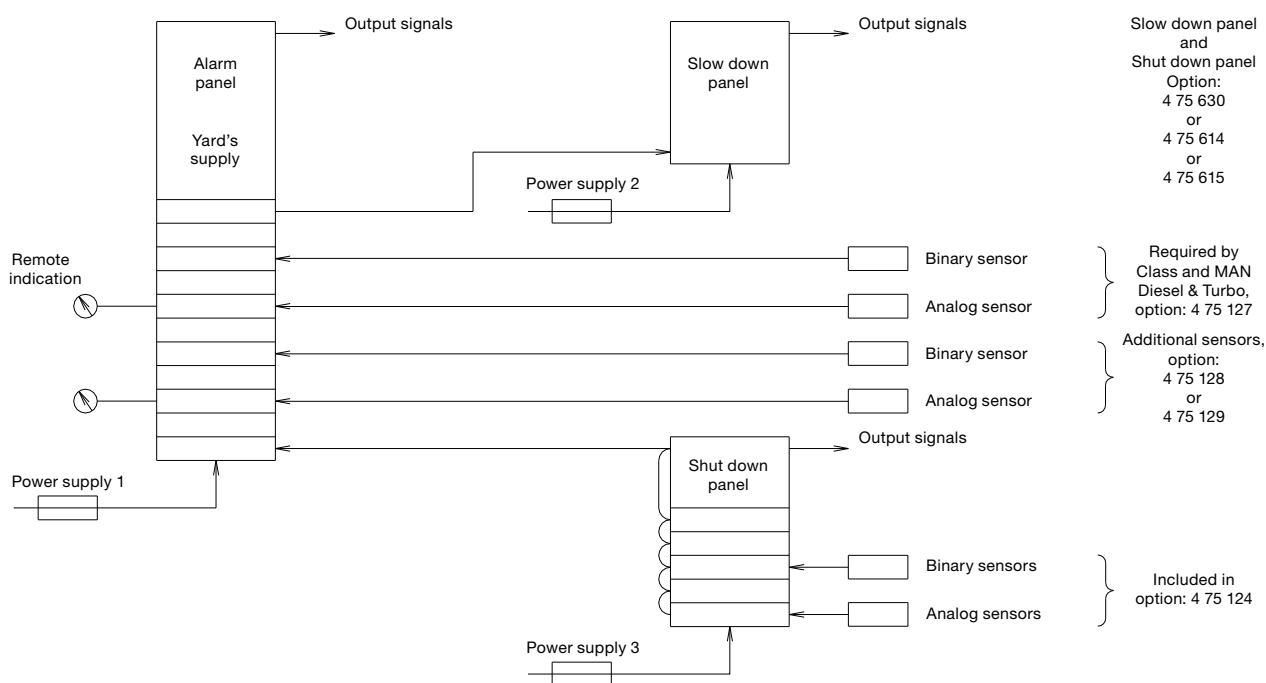 Output signals
Alarm
panel
Yard's
supply
Output signals
Slow down
panel
Slow down panel
and
Shut down panel
Option:
4 75 630
or
4 75 614
or
4 75 615
Power supply 2
Remote
indication
Binary sensor
Analog sensor
Required by
Class and MAN
Diesel & Turbo,
option: 4 75 127
Binary sensor
Analog sensor
Additional sensors,
option:
4 75 128
or
4 75 129
Output signals
Shut down
panel
Power supply 1
Binary sensors
Analog sensors
Included in
option: 4 75 124
Power supply 3